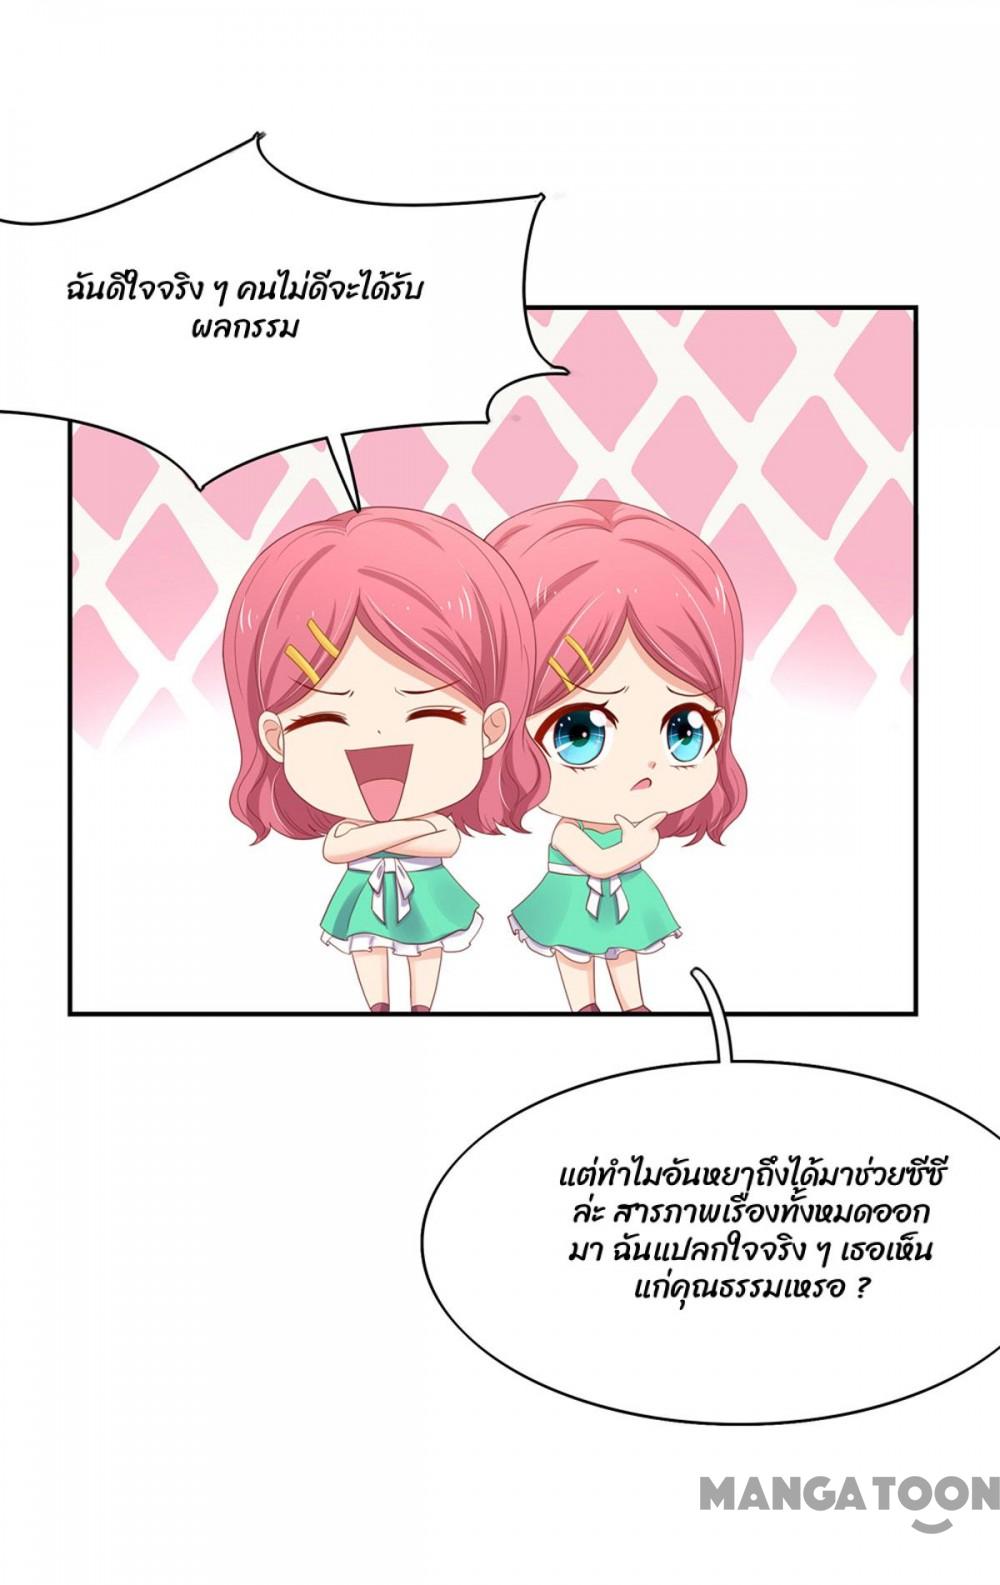 ฉันดีใจจริง ๆ คนไม่ดีจะได้รับ
ผลกรรม
แต่ทำไมอันหยาถึงได้มาช่วยซีซี
ล่ะ สารภาพเรื่องทั้งหมดออก
มา ฉันแปลกใจจริง ๆ เธอเห็น
แก่คุณธรรมเหรอ ?
MANGATOON